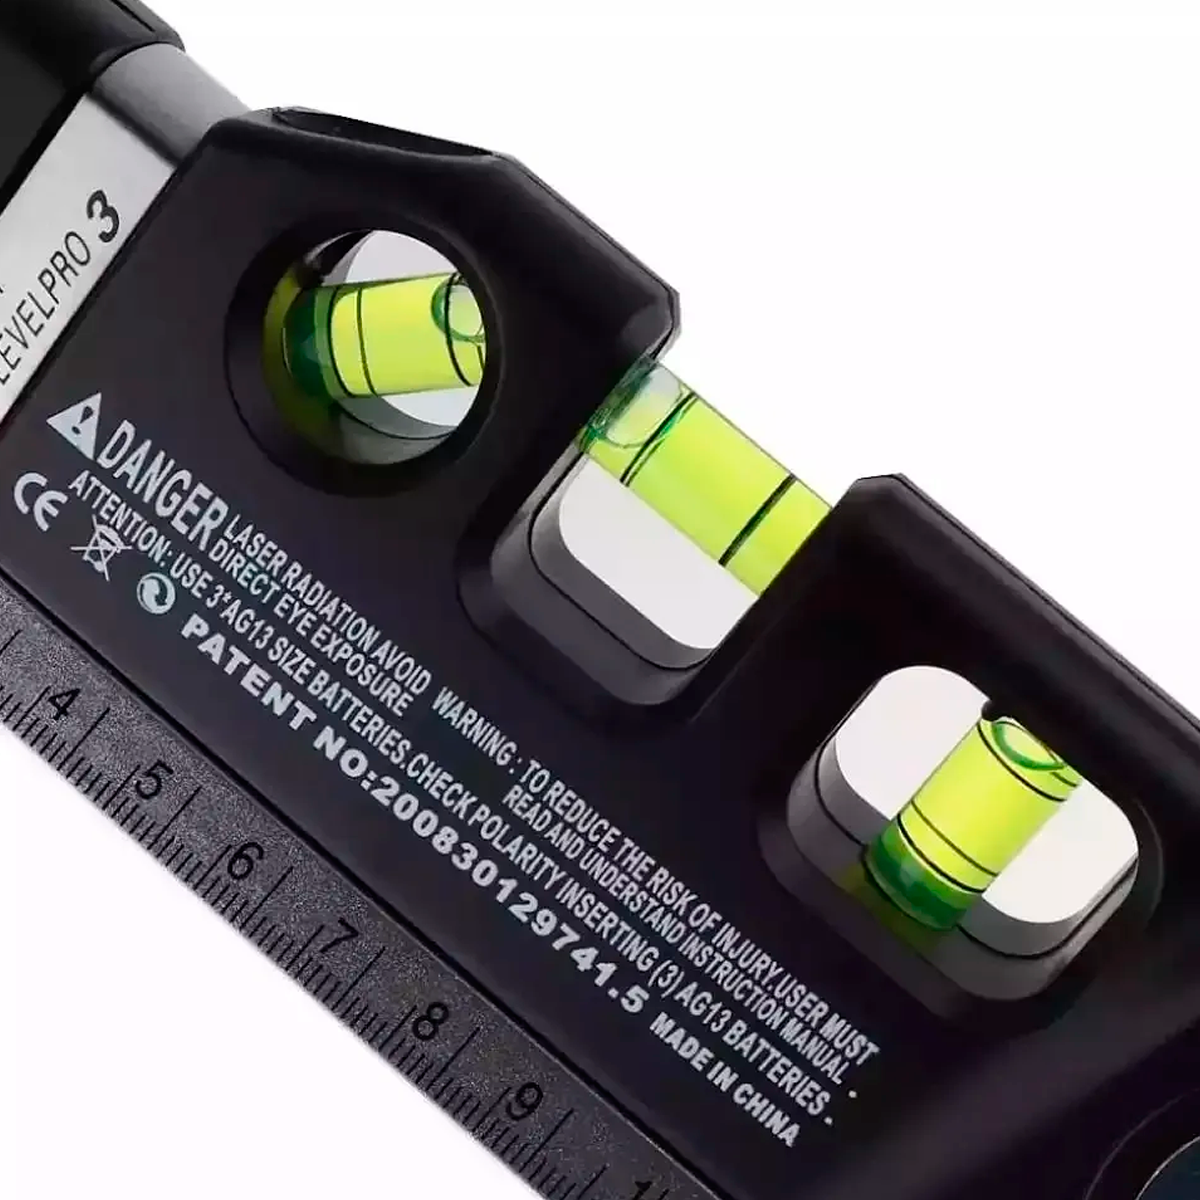 LEVELPRO 3
DANGER LASER RADIATION AVOID
DIRECT EYE EXPOSURE
WARNING: TO REDUCE THE RISK OF INJURY,USER MUST
READ AND UNDERSTAND INSTRUCTION MANUAL.
CE
ATTENTION: USE 3*AG13 SIZE BATTERIES.CHECK POLARITY INSERTING (3) AG13 BATTERIES.
PATENT NO:200830129741.5 MADE IN CHINA
4
5
6
7
8
9